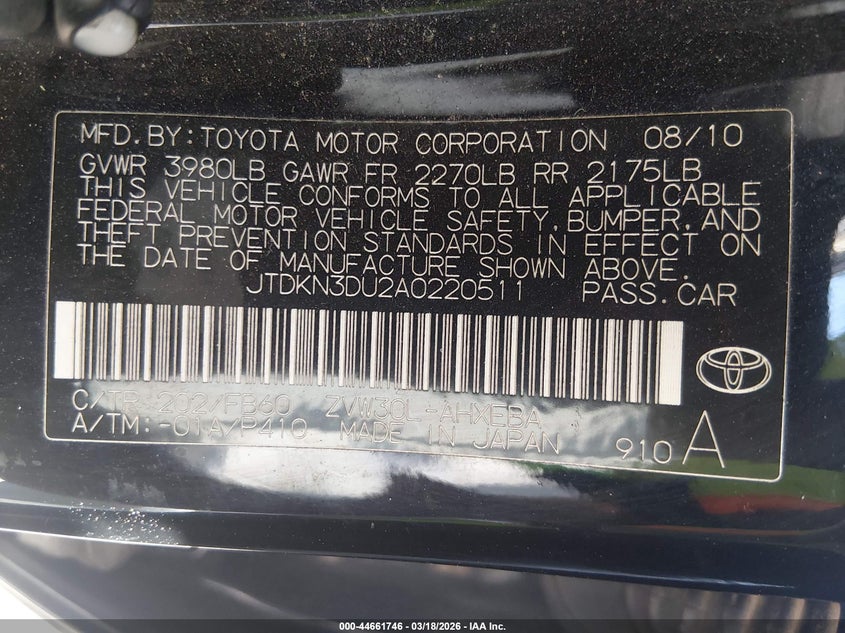 MFD.BY:TOYOTA MOTOR CORPORATION 08/10
GVWR 3980LB GAWR FR 2270LB RR 2175LB
THIS VEHICLE CONFORMS TO ALL APPLICABLE
FEDERAL MOTOR VEHICLE SAFETY,BUMPER,AND
THEFT PREVENTION STANDARDS IN EFFECT ON
THE DATE OF MANUFACTURE SHOWN ABOVE.
JTDKN3DU2A0220511 PASS.CAR
C/TR:202/FB60 ZVW30L-AHXEBA
A/TM:-01A/P410 MADE IN JAPAN 910 A
000-44661746 | 03/18/2026 | IAA Inc.